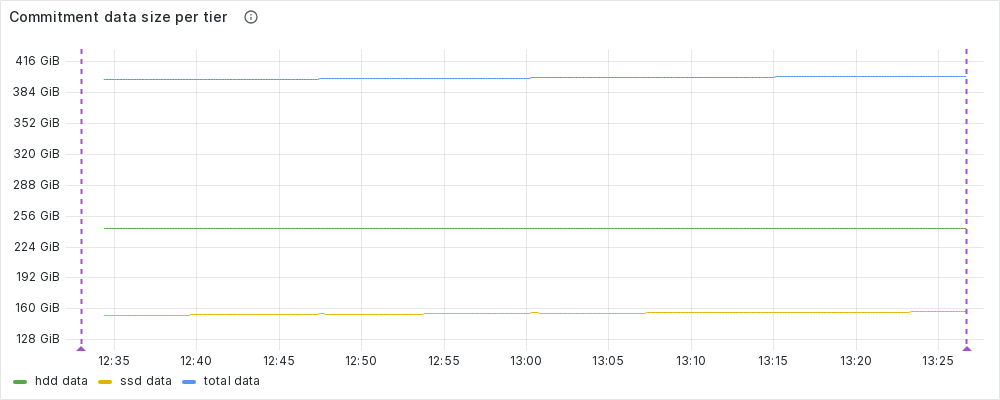 Commitment data size per tier
416 GiB
384 GiB
352 GiB
320 GiB
288 GiB
256 GiB
224 GiB
192 GiB
160 GiB
128 GiB
12:35 12:40 12:45 12:50 12:55 13:00 13:05 13:10 13:15 13:20 13:25
hdd data ssd data total data